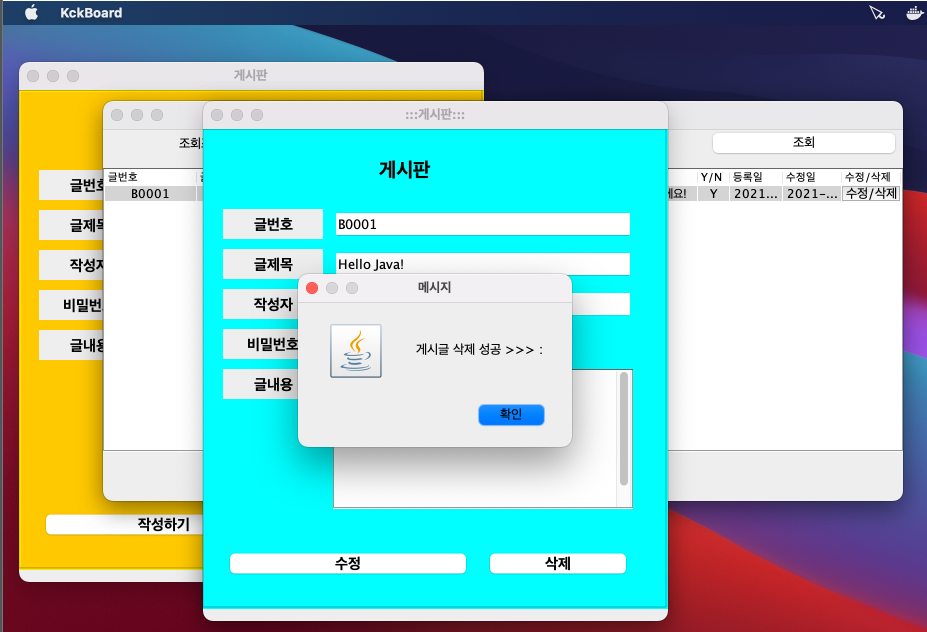 KckBoard
게시판
조회
글번호
Y/N 등록일 수정일 수정/삭제
B0001
Y 2021... 2021-... 수정/삭제
글번호
글제목
작성자
비밀번호
글내용
작성하기
:::게시판:::
게시판
글번호 B0001
글제목 Hello Java!
작성자
비밀번호
글내용
수정 삭제
메시지
게시글 삭제 성공 >>> :
확인